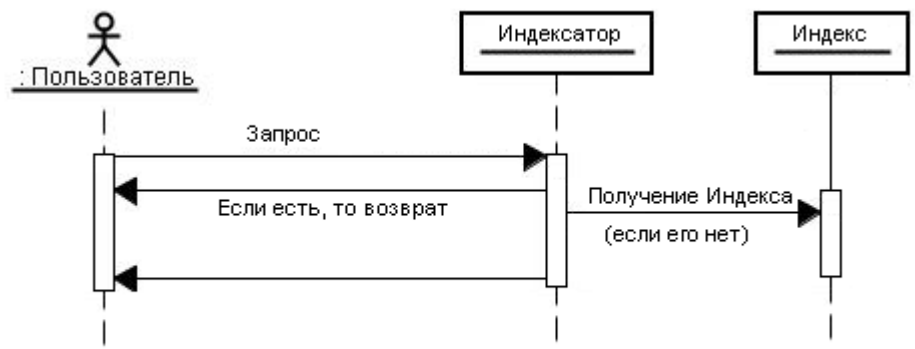 Индексатор
Индекс
: Пользователь
Запрос
Если есть, то возврат
Получение Индекса
(если его нет)